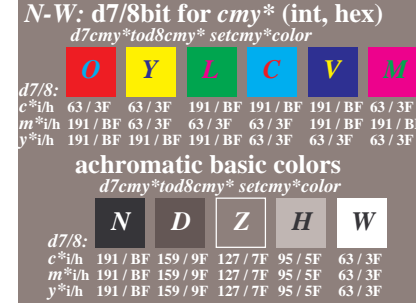 N-W: d7/8bit for cmy* (int, hex)
d7cmy*tod8cmy* setcmy*color
O Y L C V M
d7/8:
c*i/h 63 / 3F 63 / 3F 191 / BF 191 / BF 191 / BF 63 / 3F
m*i/h 191 / BF 63 / 3F 63 / 3F 63 / 3F 191 / BF 191 / B
y*i/h 191 / BF 191 / BF 191 / BF 63 / 3F 63 / 3F 63 / 3F
achromatic basic colors
d7cmy*tod8cmy* setcmy*color
N D Z H W
d7/8:
c*i/h 191 / BF 159 / 9F 127 / 7F 95 / 5F 63 / 3F
m*i/h 191 / BF 159 / 9F 127 / 7F 95 / 5F 63 / 3F
y*i/h 191 / BF 159 / 9F 127 / 7F 95 / 5F 63 / 3F